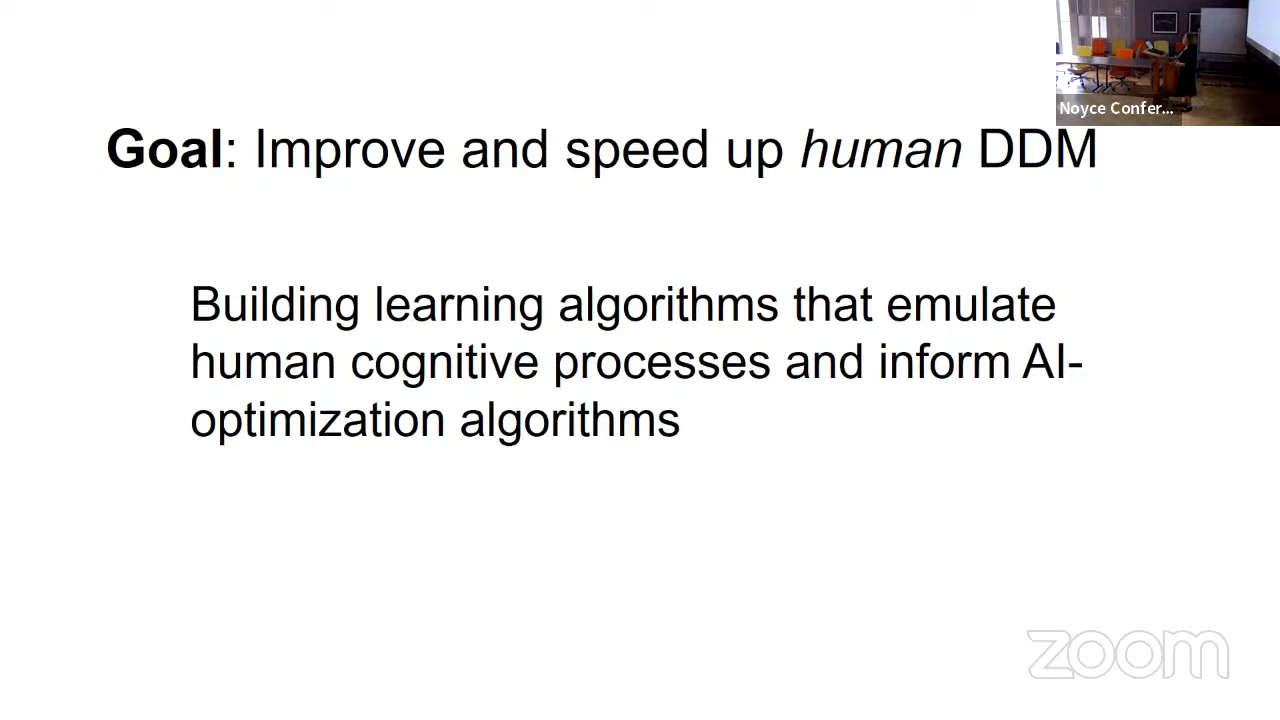 Noyce Confer...
Goal: Improve and speed up human DDM
Building learning algorithms that emulate
human cognitive processes and inform AI-
optimization algorithms
zoom